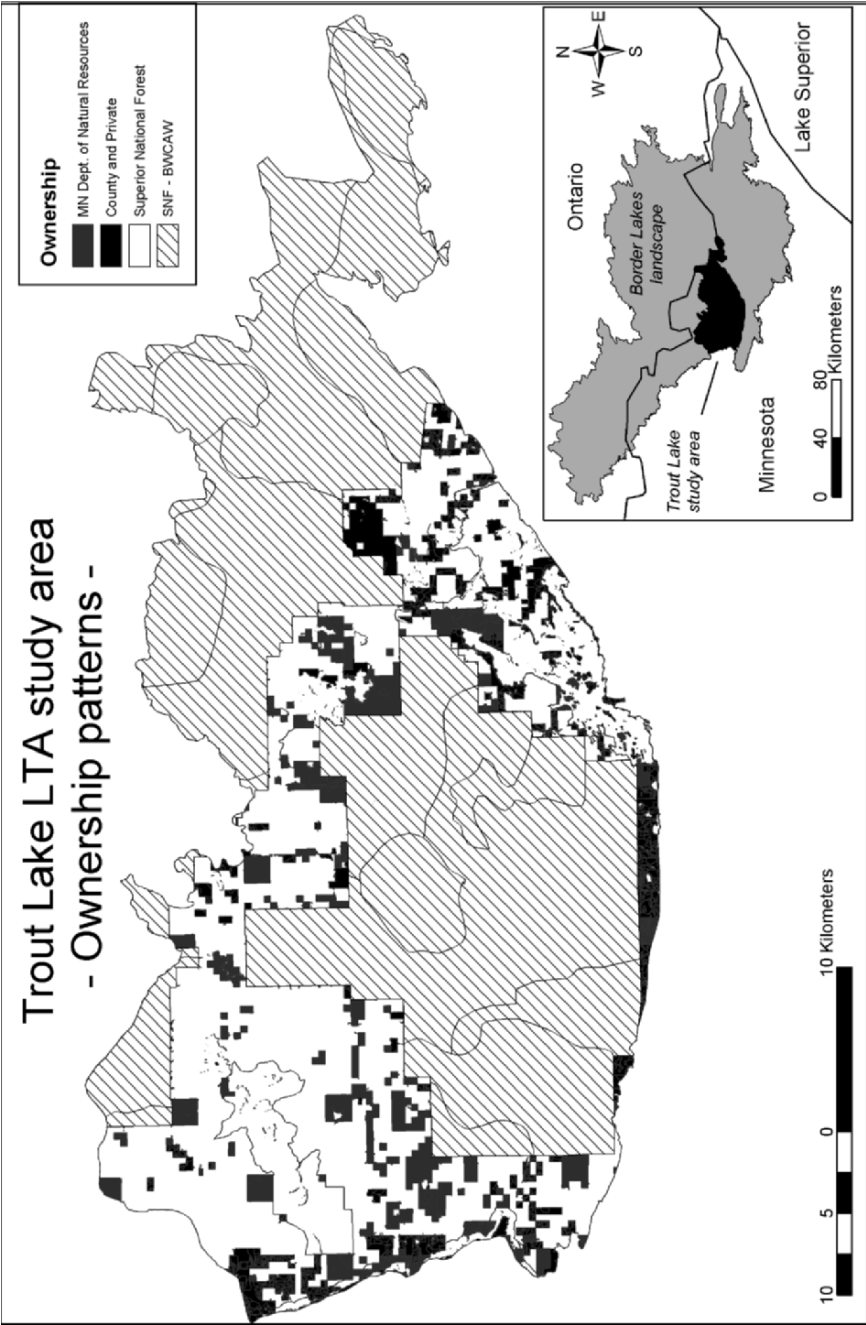 Trout Lake LTA study area
- Ownership patterns -
Ownership
MN Dept. of Natural Resources
County and Private
Superior National Forest
SNF - BWCAW
10 5 0 10 Kilometers
N
W E
S
Ontario
Border Lakes
landscape
Lake Superior
Trout Lake
study area
Minnesota
0 40 80
Kilometers